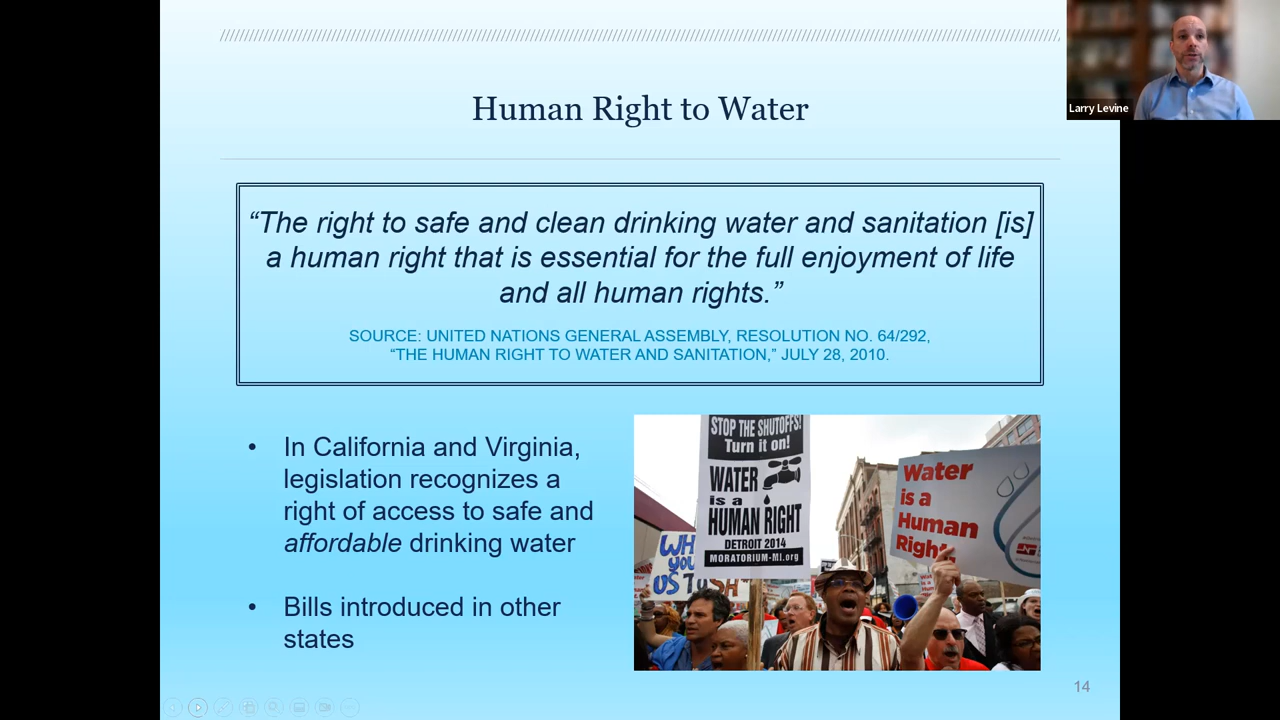 Larry Levine
Human Right to Water
“The right to safe and clean drinking water and sanitation [is]
a human right that is essential for the full enjoyment of life
and all human rights.”
SOURCE: UNITED NATIONS GENERAL ASSEMBLY, RESOLUTION NO. 64/292,
“THE HUMAN RIGHT TO WATER AND SANITATION,” JULY 28, 2010.
• In California and Virginia,
legislation recognizes a
right of access to safe and
affordable drinking water
• Bills introduced in other
states
STOP THE SHUTOFFS!
Turn it on!
WATER
is a
HUMAN RIGHT
DETROIT 2014
MORATORIUM-MI.org
Water
is a
Human
Right
14